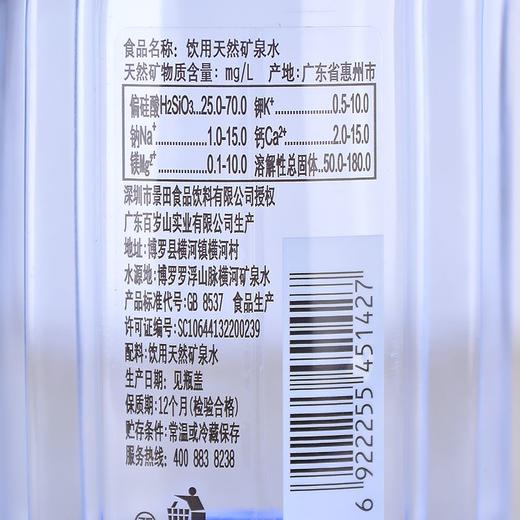 食品名称: 饮用天然矿泉水
天然矿物质含量: mg/L 产地:广东省惠州市
偏硅酸H2SiO3...25.0-70.0 钾K⁺............0.5-10.0
钠Na⁺............1.0-15.0 钙Ca²⁺............2.0-15.0
镁Mg²⁺............0.1-10.0 溶解性总固体..50.0-180.0
深圳市景田食品饮料有限公司授权
广东百岁山实业有限公司生产
地址: 博罗县横河镇横河村
水源地: 博罗罗浮山脉横河矿泉水
产品标准代号:GB 8537 食品生产
许可证编号: SC10644132200239
配料: 饮用天然矿泉水
生产日期: 见瓶盖
保质期:12个月(检验合格)
贮存条件: 常温或冷藏保存
服务热线: 400 883 8238
6 922255 451427